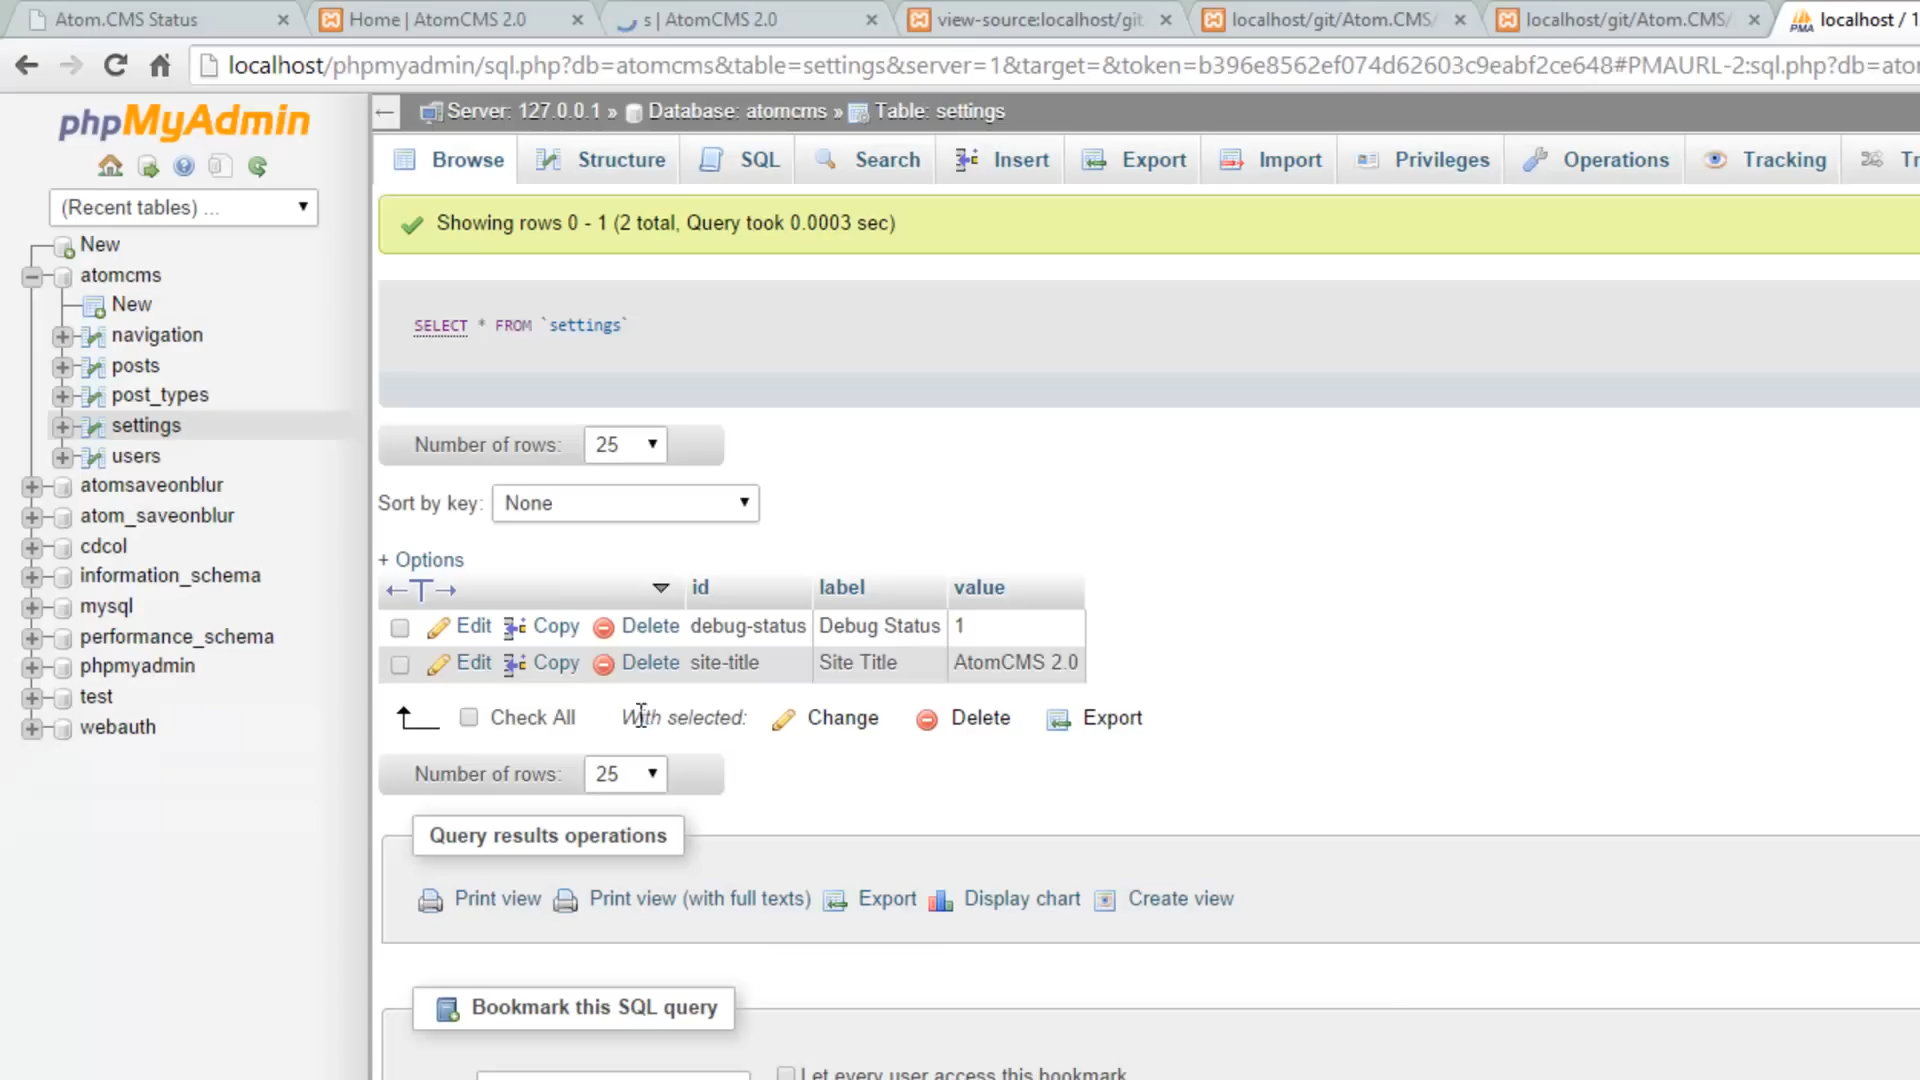 Atom.CMS Status
Home | AtomCMS 2.0
s | AtomCMS 2.0
view-source:localhost/git
localhost/git/Atom.CMS/
localhost/git/Atom.CMS/
PMA
localhost / 1
localhost/phpmyadmin/sql.php?db=atomcms&table=settings&server=1&target=&token=b396e8562ef074d62603c9eabf2ce648#PMAURL-2:sql.php?db=ato
phpMyAdmin
(Recent tables) ...
New
atomcms
New
navigation
posts
post_types
settings
users
atomsaveonblur
atom_saveonblur
cdcol
information_schema
mysql
performance_schema
phpmyadmin
test
webauth
Server: 127.0.0.1 » Database: atomcms » Table: settings
Browse Structure SQL Search Insert Export Import Privileges Operations Tracking Tr
Showing rows 0 - 1 (2 total, Query took 0.0003 sec)
SELECT * FROM `settings`
Number of rows: 25
Sort by key: None
+ Options
←T→ id label value
Edit Copy Delete debug-status Debug Status 1
Edit Copy Delete site-title Site Title AtomCMS 2.0
Check All With selected: Change Delete Export
Number of rows: 25
Query results operations
Print view Print view (with full texts) Export Display chart Create view
Bookmark this SQL query
Let every user access this bookmark